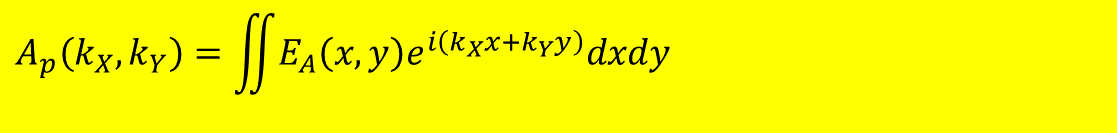 A_p(k_X, k_Y) = ∬ E_A(x, y)e^{i(k_X x+k_Y y)}dxdy